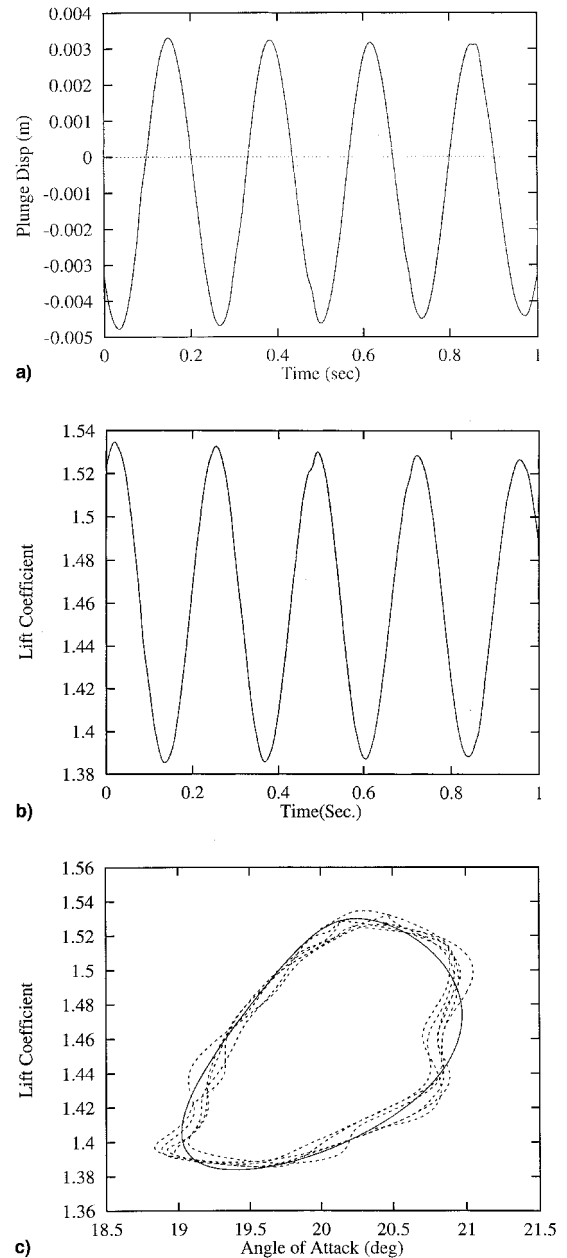 0.004
0.003
0.002
0.001
0
-0.001
-0.002
-0.003
-0.004
-0.005
Plunge Disp (m)
0 0.2 0.4 0.6 0.8 1
Time (sec)
a)
1.54
1.52
1.5
1.48
1.46
1.44
1.42
1.4
1.38
Lift Coefficient
0 0.2 0.4 0.6 0.8 1
Time(Sec.)
b)
1.56
1.54
1.52
1.5
1.48
1.46
1.44
1.42
1.4
1.38
1.36
Lift Coefficient
18.5 19 19.5 20 20.5 21 21.5
Angle of Attack (deg)
c)